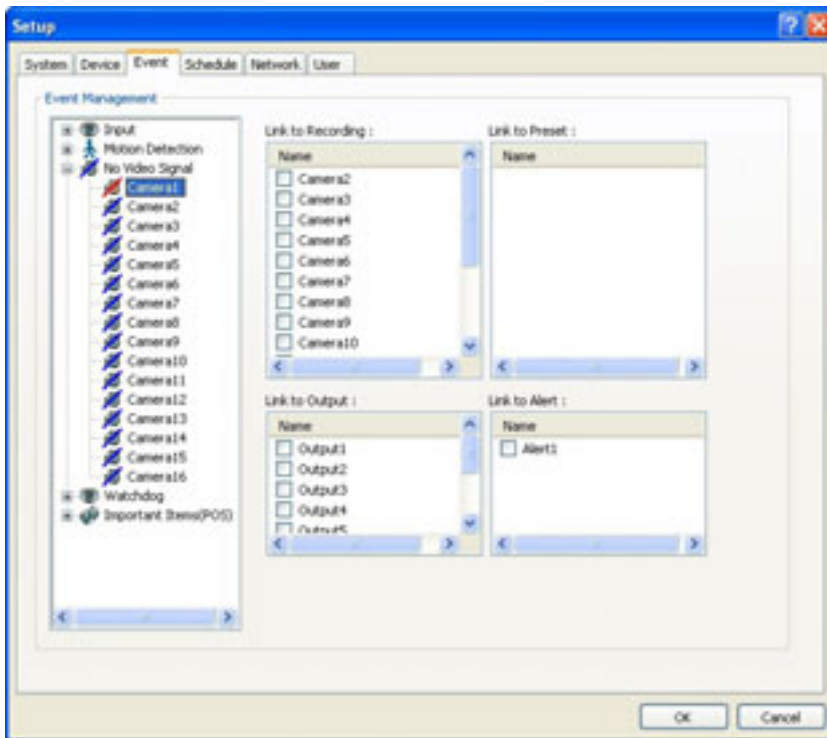 Setup
System Device Event Schedule Network User
Event Management
Input
Motion Detection
No Video Signal
Camera1
Camera2
Camera3
Camera4
Camera5
Camera6
Camera7
Camera8
Camera9
Camera10
Camera11
Camera12
Camera13
Camera14
Camera15
Camera16
Watchdog
Important Items(POS)
Link to Recording :
Name
Camera2
Camera3
Camera4
Camera5
Camera6
Camera7
Camera8
Camera9
Camera10
Link to Preset :
Name
Link to Output :
Name
Output1
Output2
Output3
Output4
Output5
Link to Alert :
Name
Alert1
OK Cancel